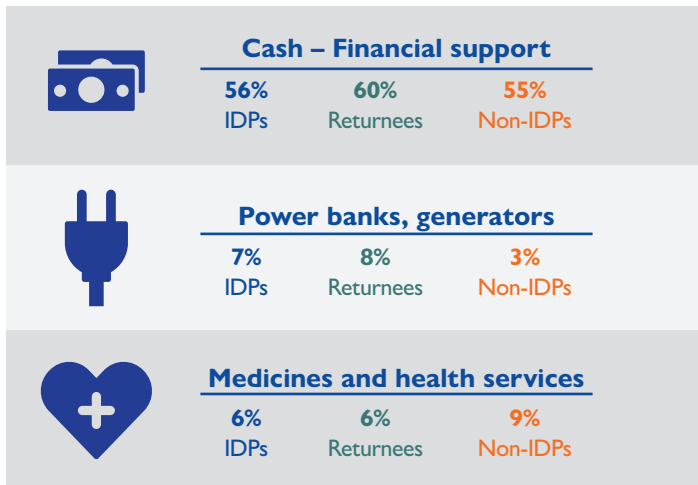 Cash – Financial support
56% 60% 55%
IDPs Returnees Non-IDPs
Power banks, generators
7% 8% 3%
IDPs Returnees Non-IDPs
Medicines and health services
6% 6% 9%
IDPs Returnees Non-IDPs